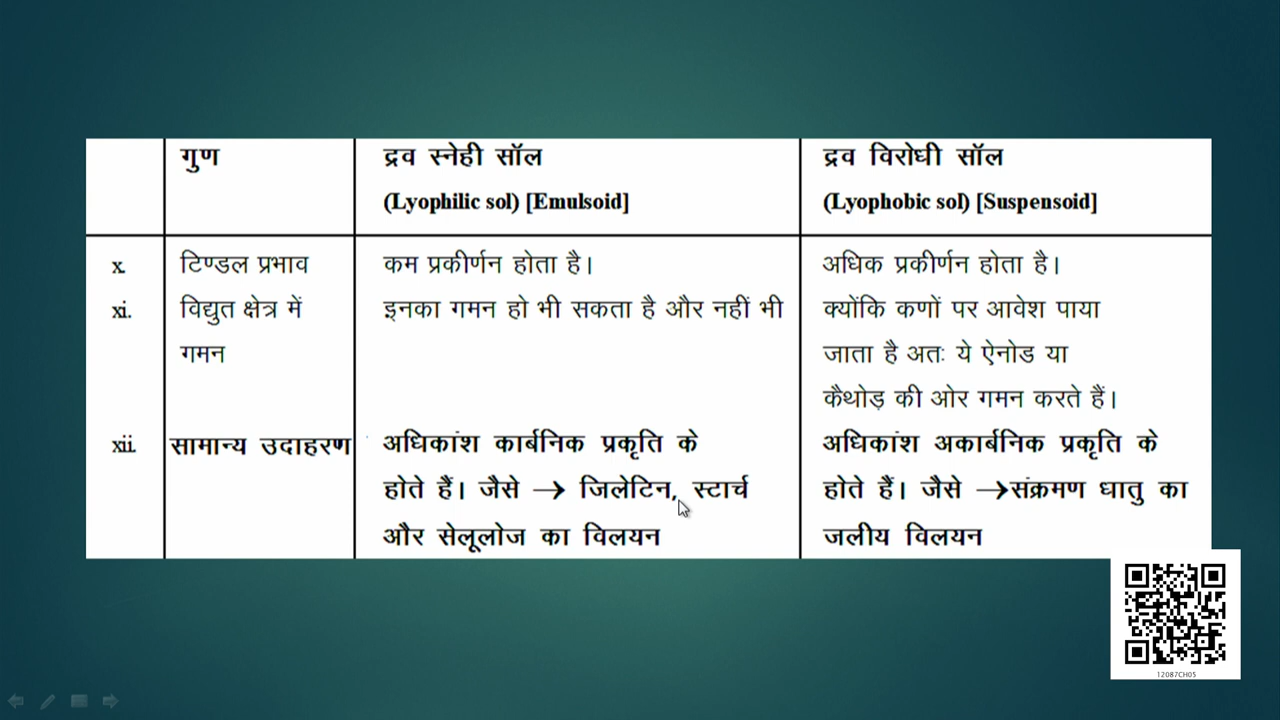 गुण द्रव स्नेही सॉल द्रव विरोधी सॉल
(Lyophilic sol) [Emulsoid] (Lyophobic sol) [Suspensoid]
x. टिण्डल प्रभाव कम प्रकीर्णन होता है। अधिक प्रकीर्णन होता है।
xi. विद्युत क्षेत्र में इनका गमन हो भी सकता है और नहीं भी क्योंकि कणों पर आवेश पाया
गमन जाता है अतः ये ऐनोड या
कैथोड़ की ओर गमन करते हैं।
xii. सामान्य उदाहरण अधिकांश कार्बनिक प्रकृति के अधिकांश अकार्बनिक प्रकृति के
होते हैं। जैसे → जिलेटिन, स्टार्च होते हैं। जैसे →संक्रमण धातु का
और सेलूलोज का विलयन जलीय विलयन
12087CH05